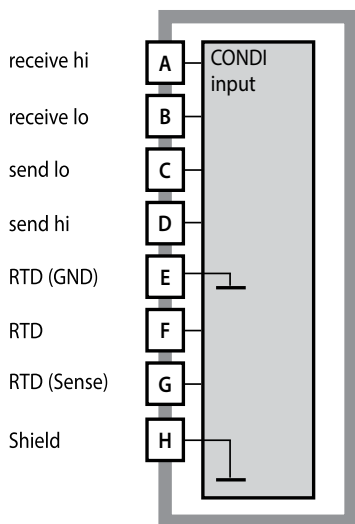 receive hi A CONDI
input
receive lo B
send lo C
send hi D
RTD (GND) E
RTD F
RTD (Sense) G
Shield H